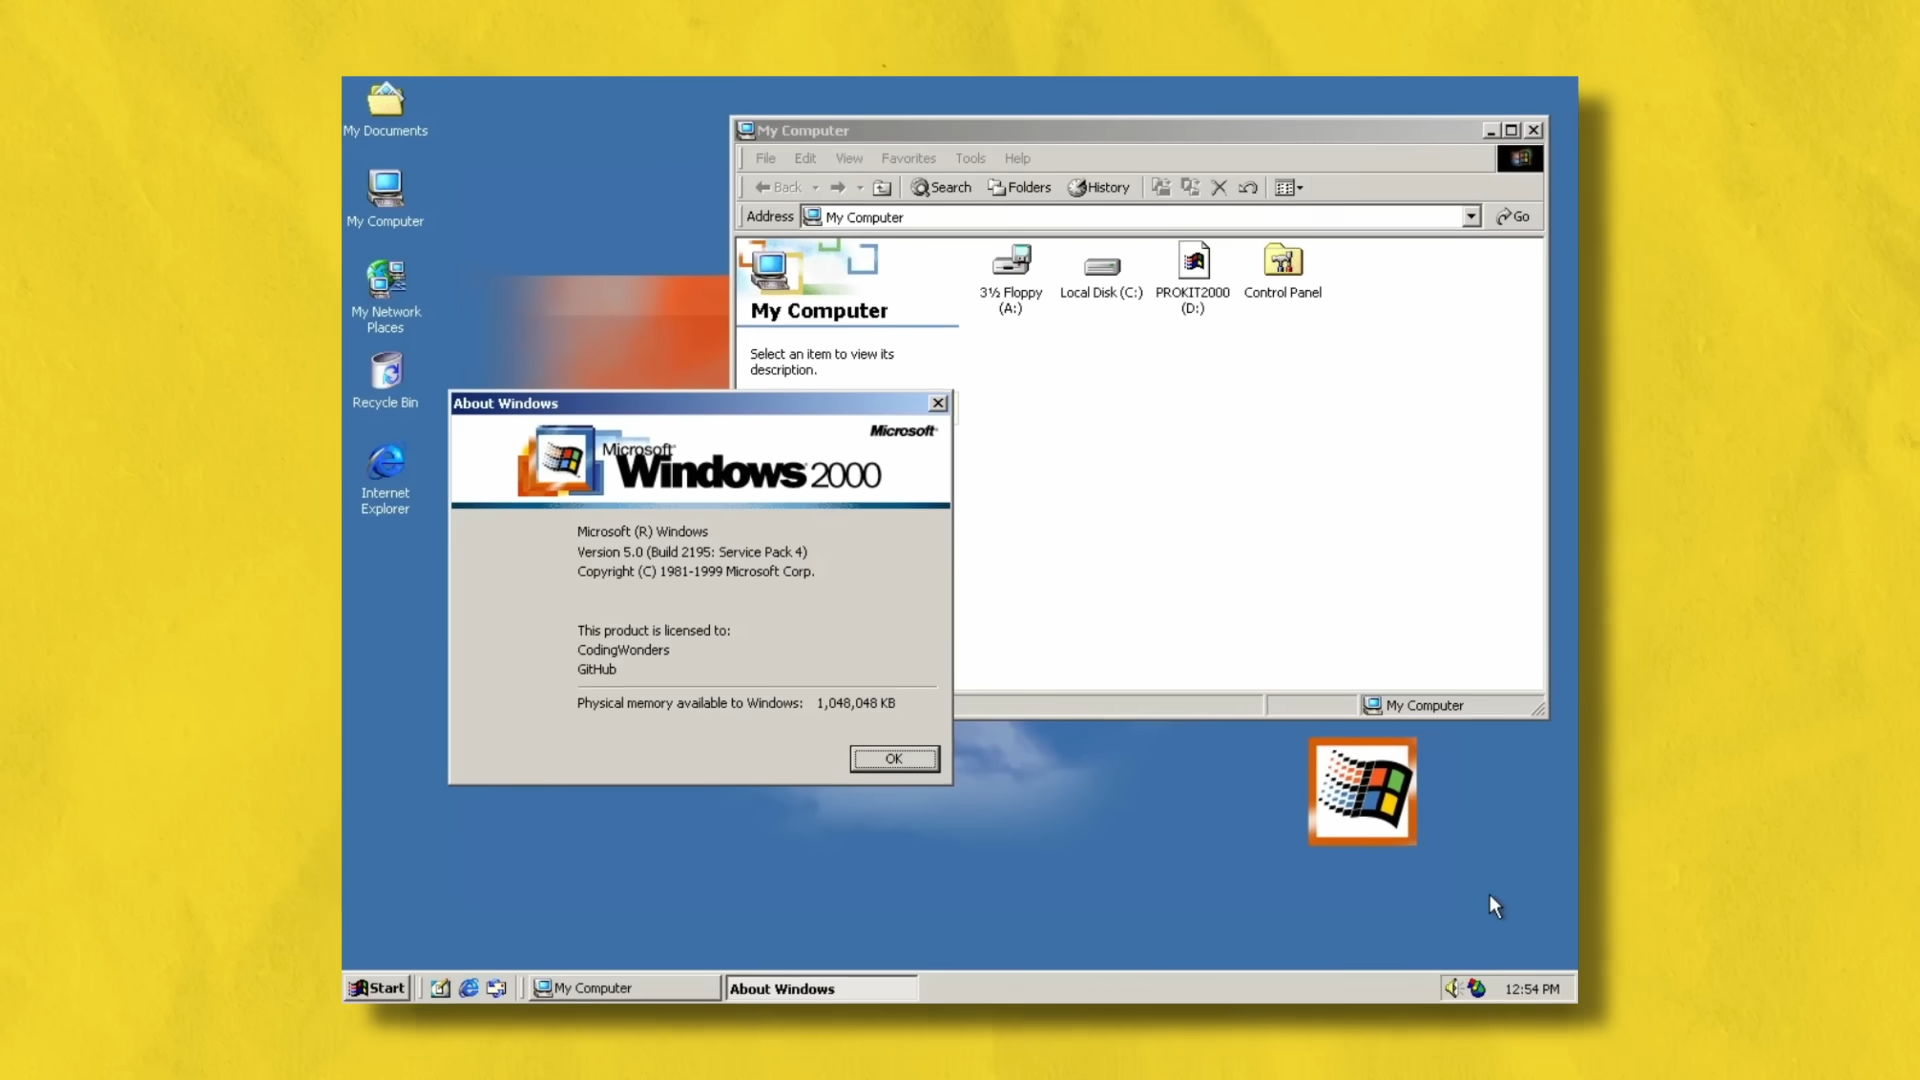 My Documents
My Computer
My Network
Places
Recycle Bin
Internet
Explorer
My Computer
File Edit View Favorites Tools Help
Back Search Folders History
Address My Computer Go
My Computer
Select an item to view its
description.
3½ Floppy
(A:)
Local Disk (C:)
PROKIT2000
(D:)
Control Panel
My Computer
About Windows
Microsoft
Microsoft
Windows 2000
Microsoft (R) Windows
Version 5.0 (Build 2195: Service Pack 4)
Copyright (C) 1981-1999 Microsoft Corp.
This product is licensed to:
CodingWonders
GitHub
Physical memory available to Windows: 1,048,048 KB
OK
Start My Computer About Windows 12:54 PM